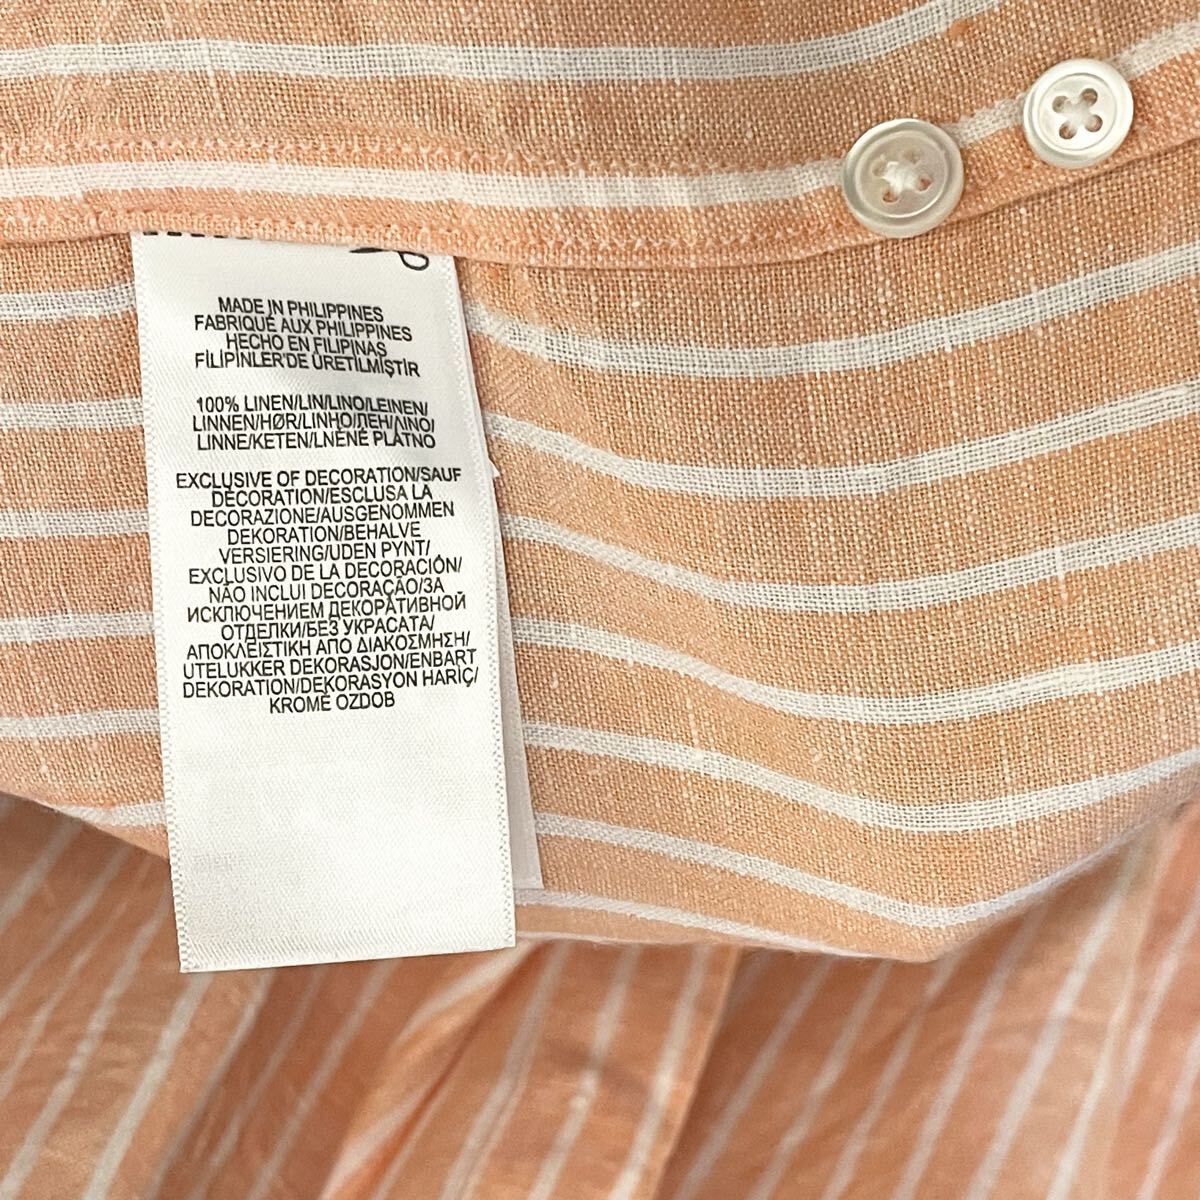 MADE IN PHILIPPINES
FABRIQUÉ AUX PHILIPPINES
HECHO EN FILIPINAS
FİLİPİNLER'DE ÜRETİLMİŞTİR
100% LINEN/LIN/LINO/LEINEN/
LINNEN/HØR/LINHO/ЛЕН/ΛΙΝΟ/
LINNE/KETEN/LNĚNÉ PLÁTNO
EXCLUSIVE OF DECORATION/SAUF
DÉCORATION/ESCLUSA LA
DECORAZIONE/AUSGENOMMEN
DEKORATION/BEHALVE
VERSIERING/UDEN PYNT/
EXCLUSIVO DE LA DECORACIÓN/
NÃO INCLUI DECORAÇÃO/ЗА
ИСКЛЮЧЕНИЕМ ДЕКОРАТИВНОЙ
ОТДЕЛКИ/БЕЗ УКРАСАТА/
ΑΠΟΚΛΕΙΣΤΙΚΗ ΑΠΟ ΔΙΑΚΟΣΜΗΣΗ/
UTELUKKER DEKORASJON/ENBART
DEKORATION/DEKORASYON HARİÇ/
KROMĚ OZDOB